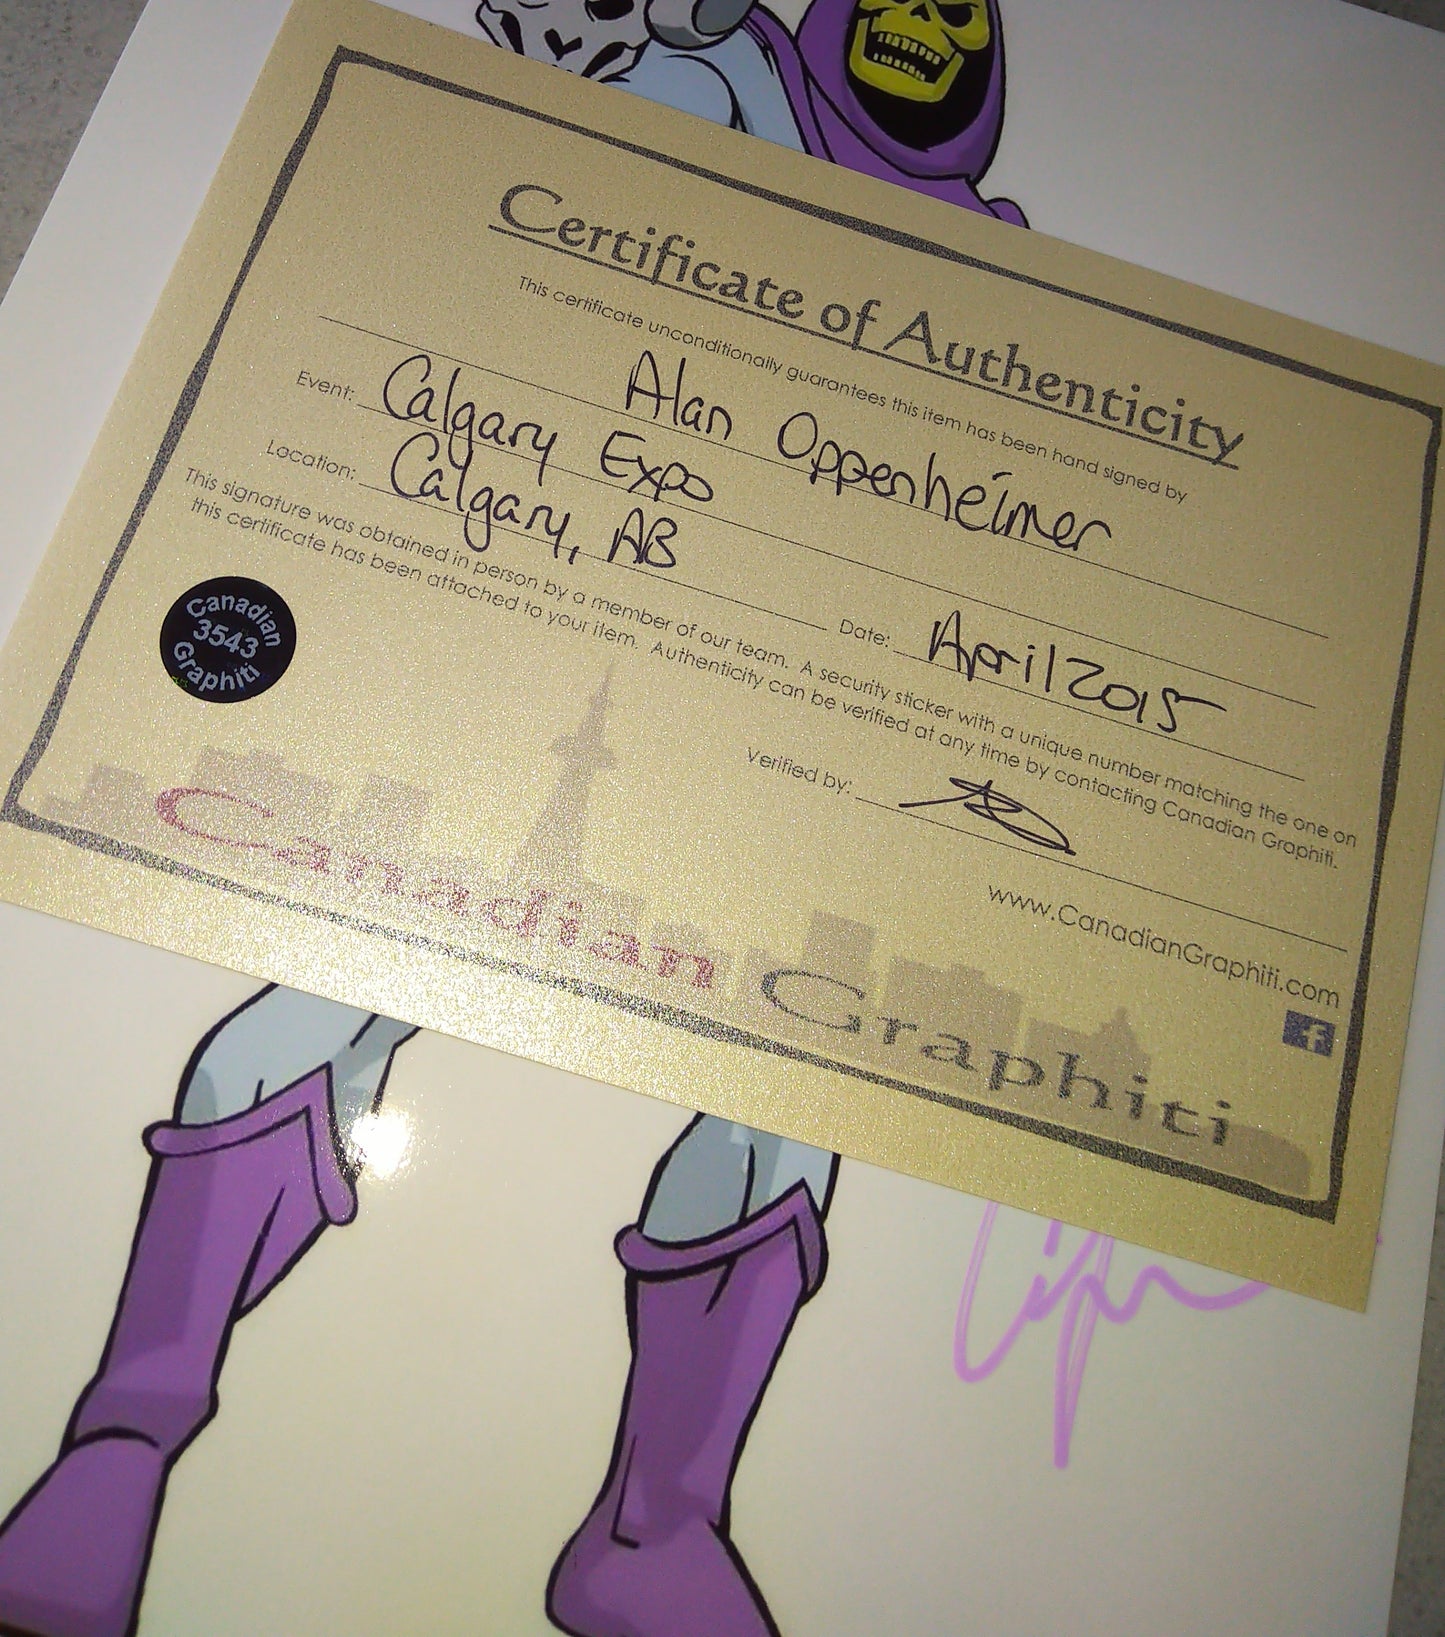 Certificate of Authenticity
This certificate unconditionally guarantees this item has been hand signed by
Alan Oppenheimer
Event: Calgary Expo
Location: Calgary, AB
Date: April 2015
This signature was obtained in person by a member of our team. A security sticker with a unique number matching the one on
this certificate has been attached to your item. Authenticity can be verified at any time by contacting Canadian Graphiti.
Canadian
3543
Graphiti
Verified by:
www.CanadianGraphiti.com
f
Canadian Graphiti